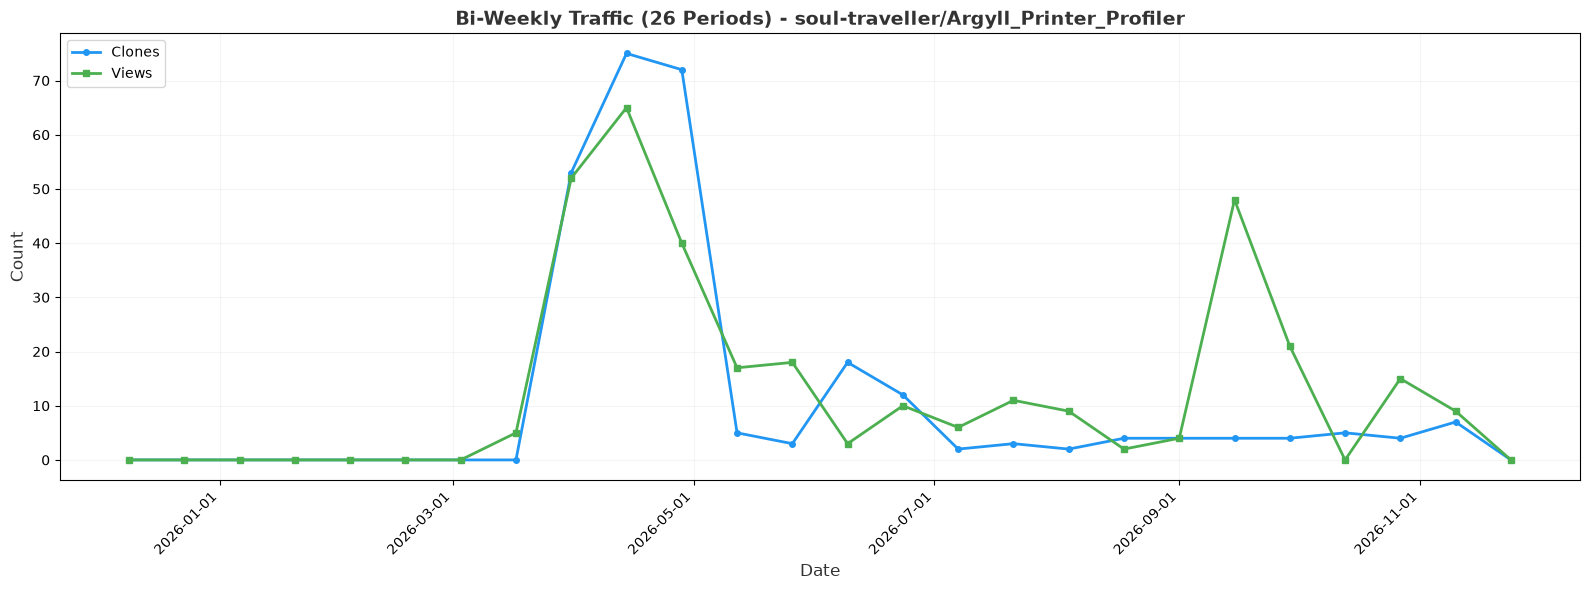 Bi-Weekly Traffic (26 Periods) - soul-traveller/Argyll_Printer_Profiler
Clones
Views
Count
70
60
50
40
30
20
10
0
2026-01-01
2026-03-01
2026-05-01
2026-07-01
2026-09-01
2026-11-01
Date